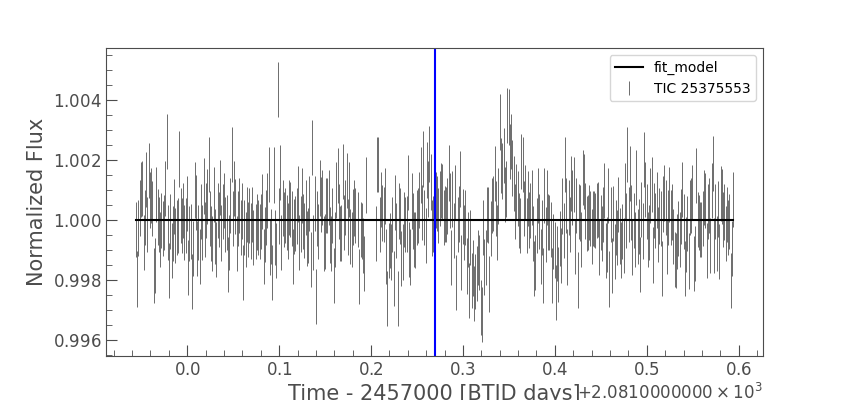 fit_model
TIC 25375553
Normalized Flux
1.004
1.002
1.000
0.998
0.996
0.0 0.1 0.2 0.3 0.4 0.5 0.6
Time - 2457000 [BTJD days] +2.0810000000 × 10³